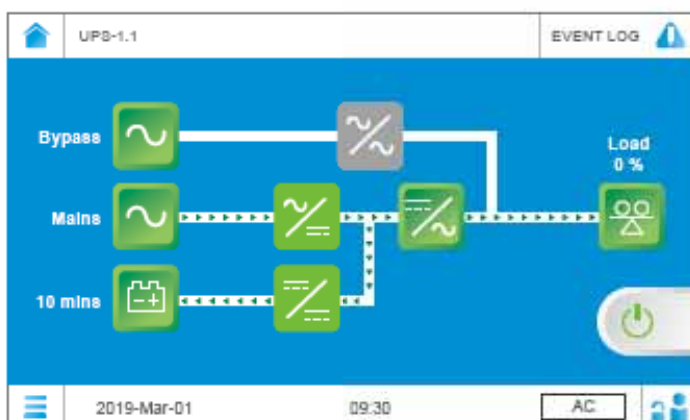 UPS-1.1
EVENT LOG
Bypass
Load
0 %
Mains
10 mins
2019-Mar-01
09:30
AC